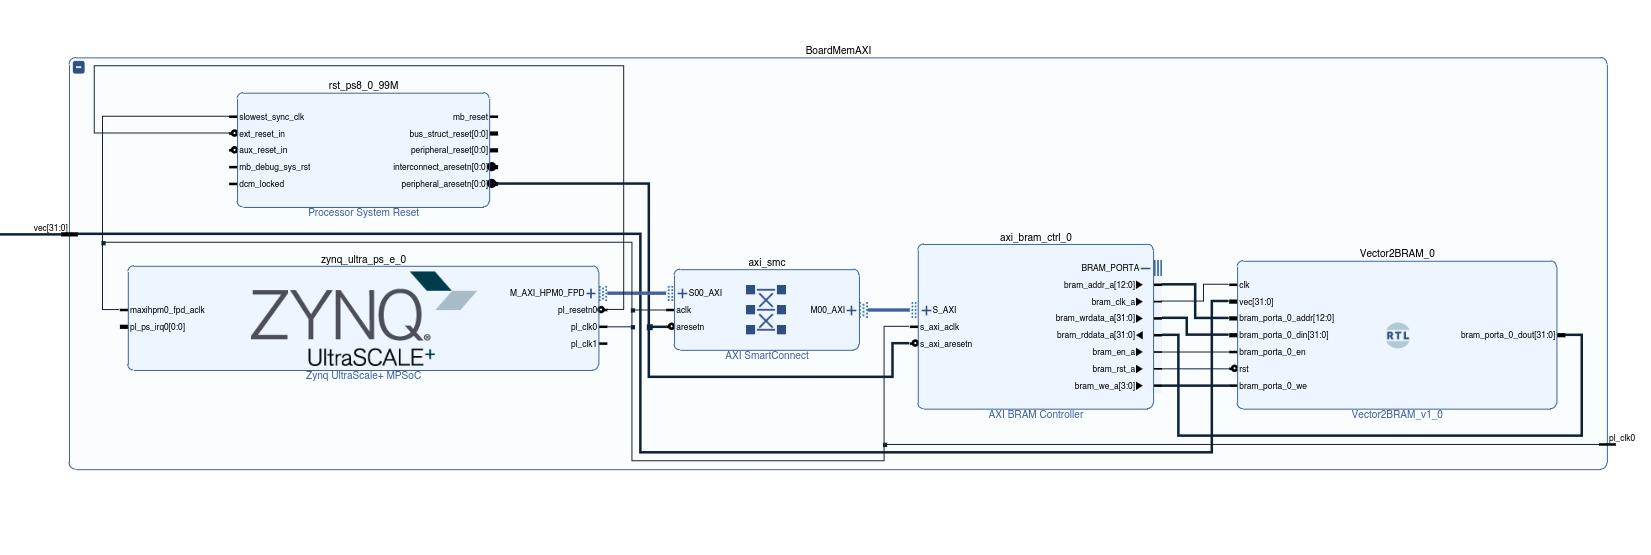 BoardMemAXI
rst_ps8_0_99M
slowest_sync_clk
ext_reset_in
aux_reset_in
mb_debug_sys_rst
dcm_locked
mb_reset
bus_struct_reset[0:0]
peripheral_reset[0:0]
interconnect_aresetn[0:0]
peripheral_aresetn[0:0]
Processor System Reset
vec[31:0]
zynq_ultra_ps_e_0
maxihpm0_fpd_aclk
pl_ps_irq0[0:0]
ZYNQ®
UltraSCALE+
M_AXI_HPM0_FPD
pl_resetn0
pl_clk0
pl_clk1
Zynq UltraScale+ MPSoC
axi_smc
S00_AXI
aclk
aresetn
M00_AXI
AXI SmartConnect
axi_bram_ctrl_0
S_AXI
s_axi_aclk
s_axi_aresetn
BRAM_PORTA
bram_addr_a[12:0]
bram_clk_a
bram_wrdata_a[31:0]
bram_rddata_a[31:0]
bram_en_a
bram_rst_a
bram_we_a[3:0]
AXI BRAM Controller
Vector2BRAM_0
clk
vec[31:0]
bram_porta_0_addr[12:0]
bram_porta_0_din[31:0]
bram_porta_0_en
rst
bram_porta_0_we
RTL
bram_porta_0_dout[31:0]
Vector2BRAM_v1_0
pl_clk0